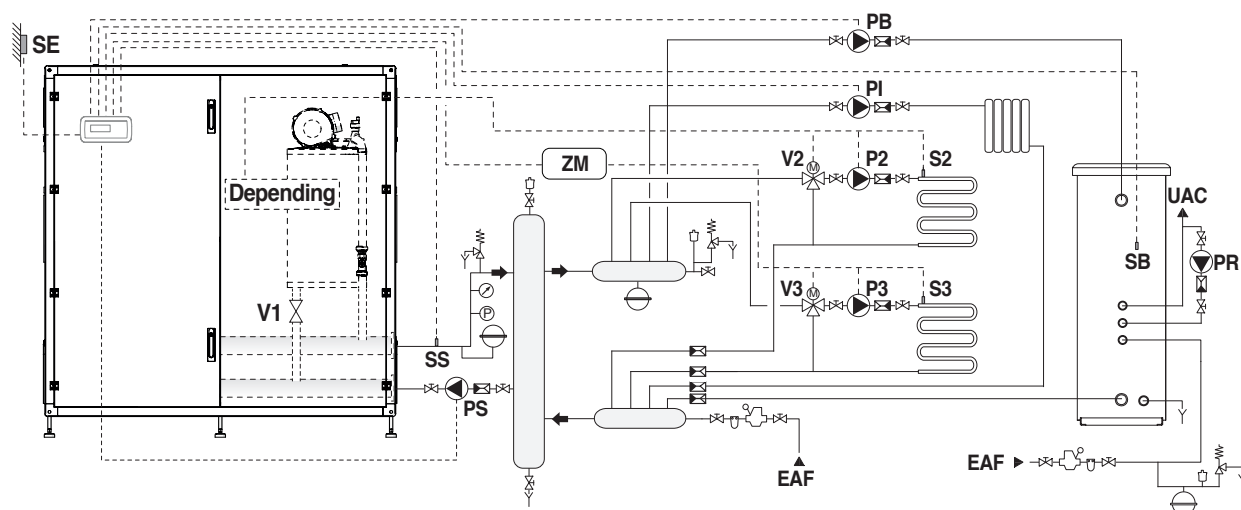 PB
SE
PI
ZM
V2
P2
S2
M
Depending
UAC
SB
PR
V1
V3
P3
S3
M
P
SS
PS
EAF
EAF